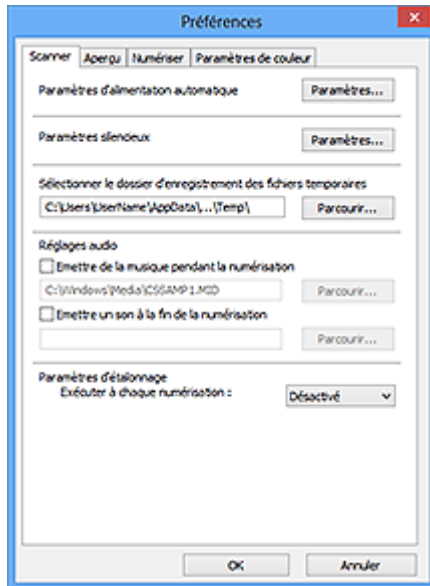 Préférences
Scanner Aperçu Numériser Paramètres de couleur
Paramètres d'alimentation automatique Paramètres...
Paramètres silencieux Paramètres...
Sélectionner le dossier d'enregistrement des fichiers temporaires
C:\Users\UserName\AppData\...\Temp\ Parcourir...
Réglages audio
Emettre de la musique pendant la numérisation
C:\Windows\Media\CSSAMP1.MID Parcourir...
Emettre un son à la fin de la numérisation
Parcourir...
Paramètres d'étalonnage
Exécuter à chaque numérisation : Désactivé
OK Annuler